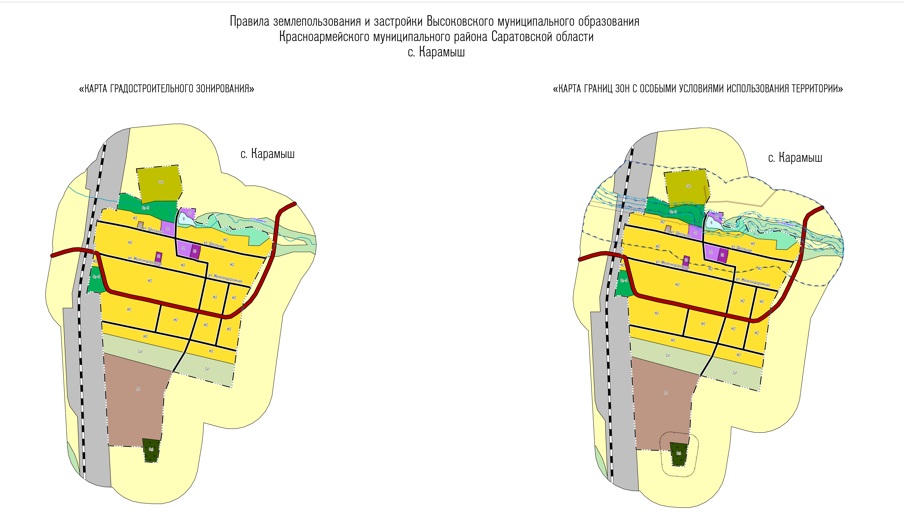 Правила землепользования и застройки Высоковского муниципального образования
Красноармейского муниципального района Саратовской области
с. Карамыш
«КАРТА ГРАДОСТРОИТЕЛЬНОГО ЗОНИРОВАНИЯ»
«КАРТА ГРАНИЦ ЗОН С ОСОБЫМИ УСЛОВИЯМИ ИСПОЛЬЗОВАНИЯ ТЕРРИТОРИИ»
с. Карамыш
с. Карамыш